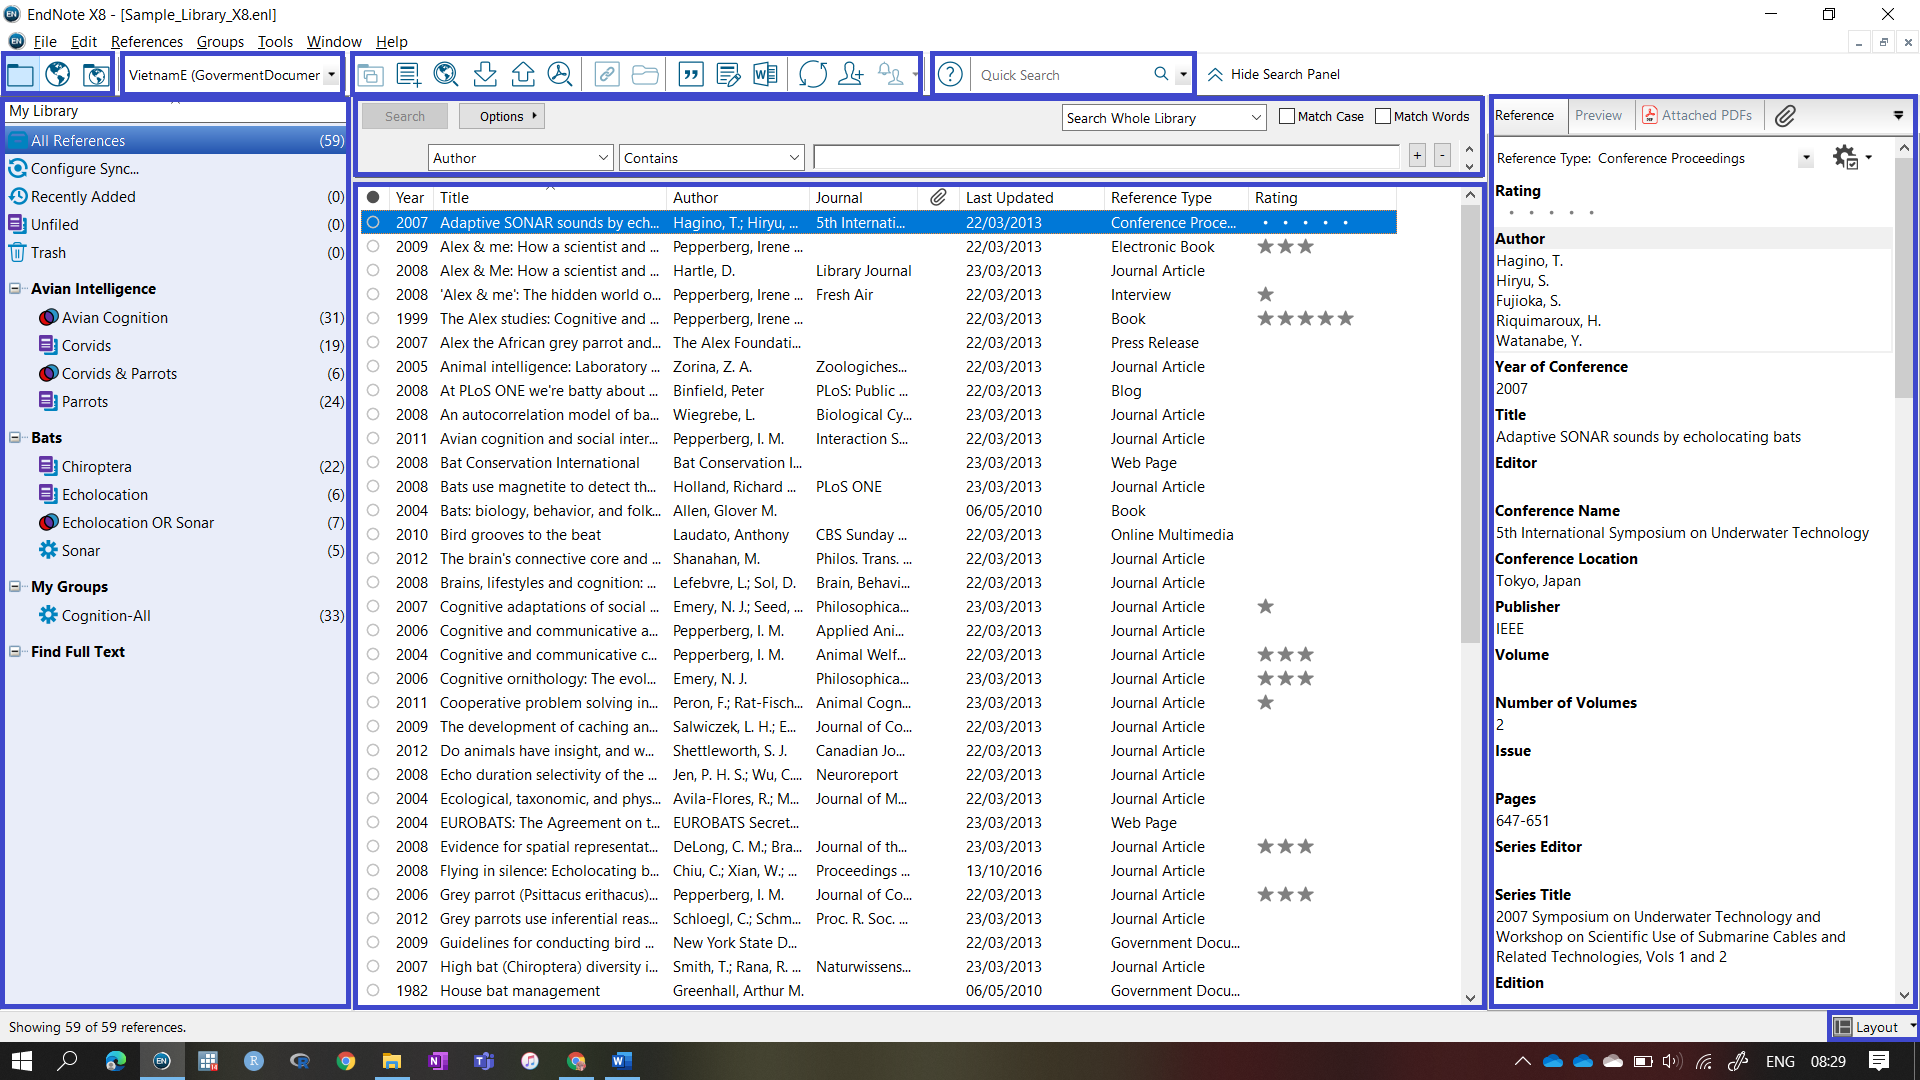 EndNote X8 - [Sample_Library_X8.enl]
File Edit References Groups Tools Window Help
VietnamE (GovermentDocumer
Quick Search
Hide Search Panel
My Library
All References (59)
Configure Sync...
Recently Added (0)
Unfiled (0)
Trash (0)
Avian Intelligence
Avian Cognition (31)
Corvids (19)
Corvids & Parrots (6)
Parrots (24)
Bats
Chiroptera (22)
Echolocation (6)
Echolocation OR Sonar (7)
Sonar (5)
My Groups
Cognition-All (33)
Find Full Text
Search Options Search Whole Library Match Case Match Words
Author Contains + -
Year Title Author Journal Last Updated Reference Type Rating
2007 Adaptive SONAR sounds by ech... Hagino, T.; Hiryu, ... 5th Internati... 22/03/2013 Conference Proce...
2009 Alex & me: How a scientist and ... Pepperberg, Irene ... 22/03/2013 Electronic Book ★★★
2008 Alex & Me: How a scientist and ... Hartle, D. Library Journal 23/03/2013 Journal Article
2008 'Alex & me': The hidden world o... Pepperberg, Irene ... Fresh Air 22/03/2013 Interview ★
1999 The Alex studies: Cognitive and ... Pepperberg, Irene ... 22/03/2013 Book ★★★★★
2007 Alex the African grey parrot and... The Alex Foundati... 22/03/2013 Press Release
2005 Animal intelligence: Laboratory ... Zorina, Z. A. Zoologiches... 22/03/2013 Journal Article
2008 At PLoS ONE we're batty about ... Binfield, Peter PLoS: Public ... 22/03/2013 Blog
2008 An autocorrelation model of ba... Wiegrebe, L. Biological Cy... 23/03/2013 Journal Article
2011 Avian cognition and social inter... Pepperberg, I. M. Interaction S... 22/03/2013 Journal Article
2008 Bat Conservation International Bat Conservation I... 23/03/2013 Web Page
2008 Bats use magnetite to detect th... Holland, Richard ... PLoS ONE 23/03/2013 Journal Article
2004 Bats: biology, behavior, and folk... Allen, Glover M. 06/05/2010 Book
2010 Bird grooves to the beat Laudato, Anthony CBS Sunday ... 22/03/2013 Online Multimedia
2012 The brain's connective core and ... Shanahan, M. Philos. Trans. ... 22/03/2013 Journal Article
2008 Brains, lifestyles and cognition: ... Lefebvre, L.; Sol, D. Brain, Behavi... 22/03/2013 Journal Article
2007 Cognitive adaptations of social ... Emery, N. J.; Seed, ... Philosophica... 23/03/2013 Journal Article ★
2006 Cognitive and communicative a... Pepperberg, I. M. Applied Ani... 22/03/2013 Journal Article
2004 Cognitive and communicative c... Pepperberg, I. M. Animal Welf... 22/03/2013 Journal Article ★★★
2006 Cognitive ornithology: The evol... Emery, N. J. Philosophica... 23/03/2013 Journal Article ★★★
2011 Cooperative problem solving in... Peron, F.; Rat-Fisch... Animal Cogn... 23/03/2013 Journal Article ★
2009 The development of caching an... Salwiczek, L. H.; E... Journal of Co... 22/03/2013 Journal Article
2012 Do animals have insight, and w... Shettleworth, S. J. Canadian Jo... 22/03/2013 Journal Article
2008 Echo duration selectivity of the ... Jen, P. H. S.; Wu, C.... Neuroreport 22/03/2013 Journal Article
2004 Ecological, taxonomic, and phys... Avila-Flores, R.; M... Journal of M... 22/03/2013 Journal Article
2004 EUROBATS: The Agreement on t... EUROBATS Secret... 23/03/2013 Web Page
2008 Evidence for spatial representat... DeLong, C. M.; Bra... Journal of th... 23/03/2013 Journal Article ★★★
2008 Flying in silence: Echolocating b... Chiu, C.; Xian, W.; ... Proceedings ... 13/10/2016 Journal Article
2006 Grey parrot (Psittacus erithacus)... Pepperberg, I. M. Journal of Co... 22/03/2013 Journal Article ★★★
2012 Grey parrots use inferential reas... Schloegl, C.; Schm... Proc. R. Soc. ... 23/03/2013 Journal Article
2009 Guidelines for conducting bird ... New York State D... 22/03/2013 Government Docu...
2007 High bat (Chiroptera) diversity i... Smith, T.; Rana, R. ... Naturwissens... 23/03/2013 Journal Article
1982 House bat management Greenhall, Arthur M. 06/05/2010 Government Docu...
Reference Preview Attached PDFs
Reference Type: Conference Proceedings
Rating
Author
Hagino, T.
Hiryu, S.
Fujioka, S.
Riquimaroux, H.
Watanabe, Y.
Year of Conference
2007
Title
Adaptive SONAR sounds by echolocating bats
Editor
Conference Name
5th International Symposium on Underwater Technology
Conference Location
Tokyo, Japan
Publisher
IEEE
Volume
Number of Volumes
2
Issue
Pages
647-651
Series Editor
Series Title
2007 Symposium on Underwater Technology and
Workshop on Scientific Use of Submarine Cables and
Related Technologies, Vols 1 and 2
Edition
Showing 59 of 59 references.
Layout
ENG 08:29